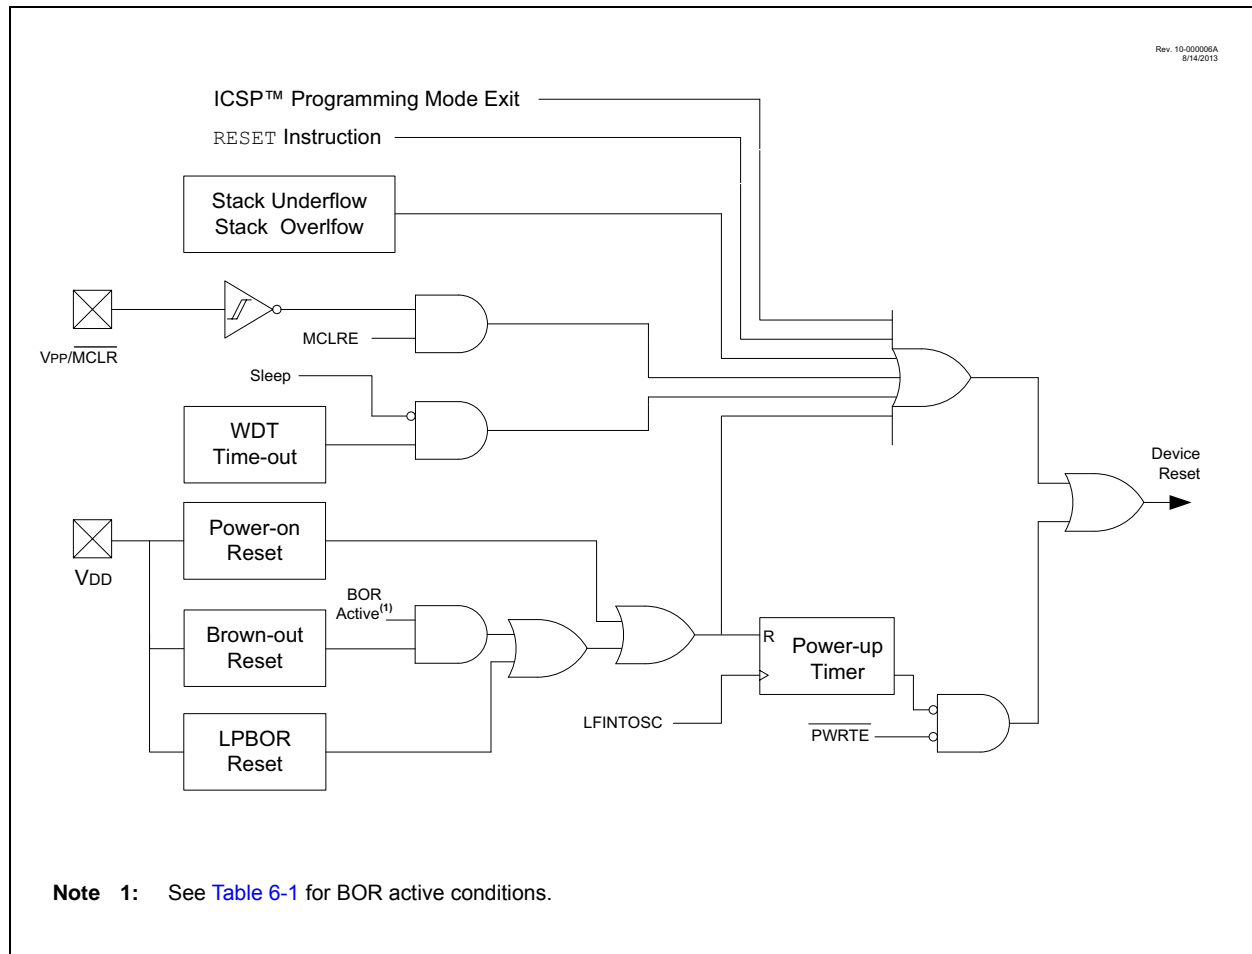 Rev. 10-000006A
8/14/2013
ICSP™ Programming Mode Exit
RESET Instruction
Stack Underflow
Stack Overlfow
VPP/MCLR
MCLRE
Sleep
WDT
Time-out
Device
Reset
VDD
Power-on
Reset
BOR
Active(1)
Brown-out
Reset
R
Power-up
Timer
LFINTOSC
PWRTE
LPBOR
Reset
Note 1: See Table 6-1 for BOR active conditions.